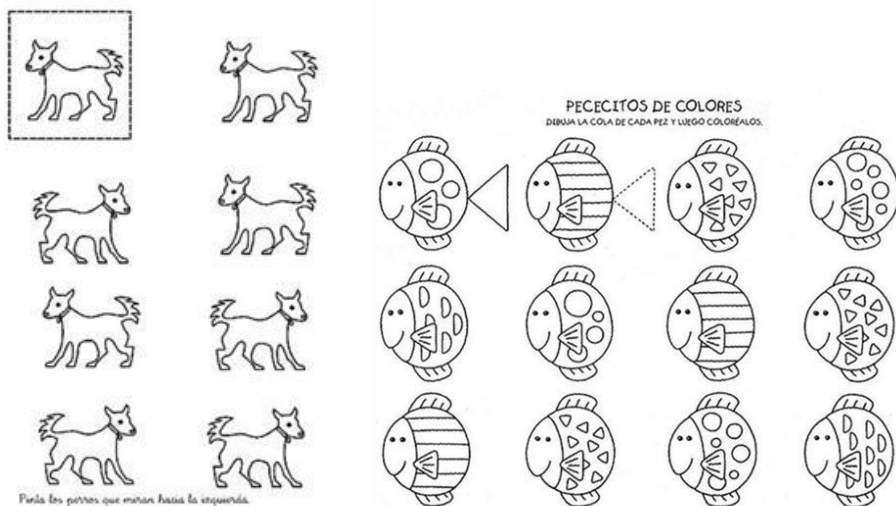 PECECITOS DE COLORES
DIBUJA LA COLA DE CADA PEZ Y LUEGO COLORÉALOS.
Pinta los perros que miran hacia la izquierda.